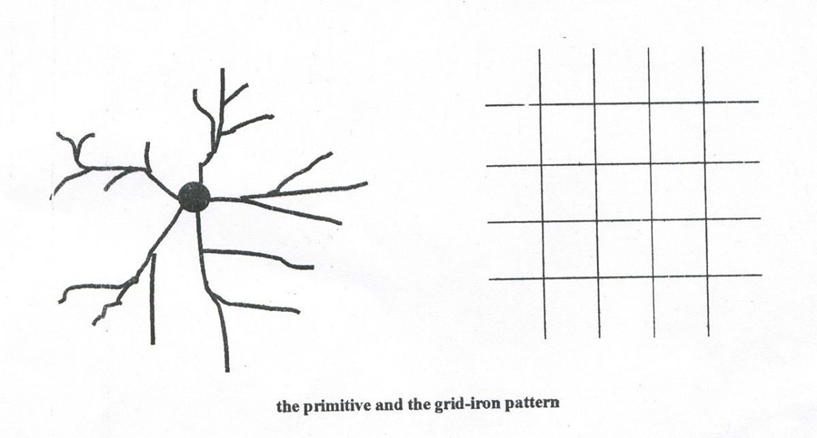 the primitive and the grid-iron pattern